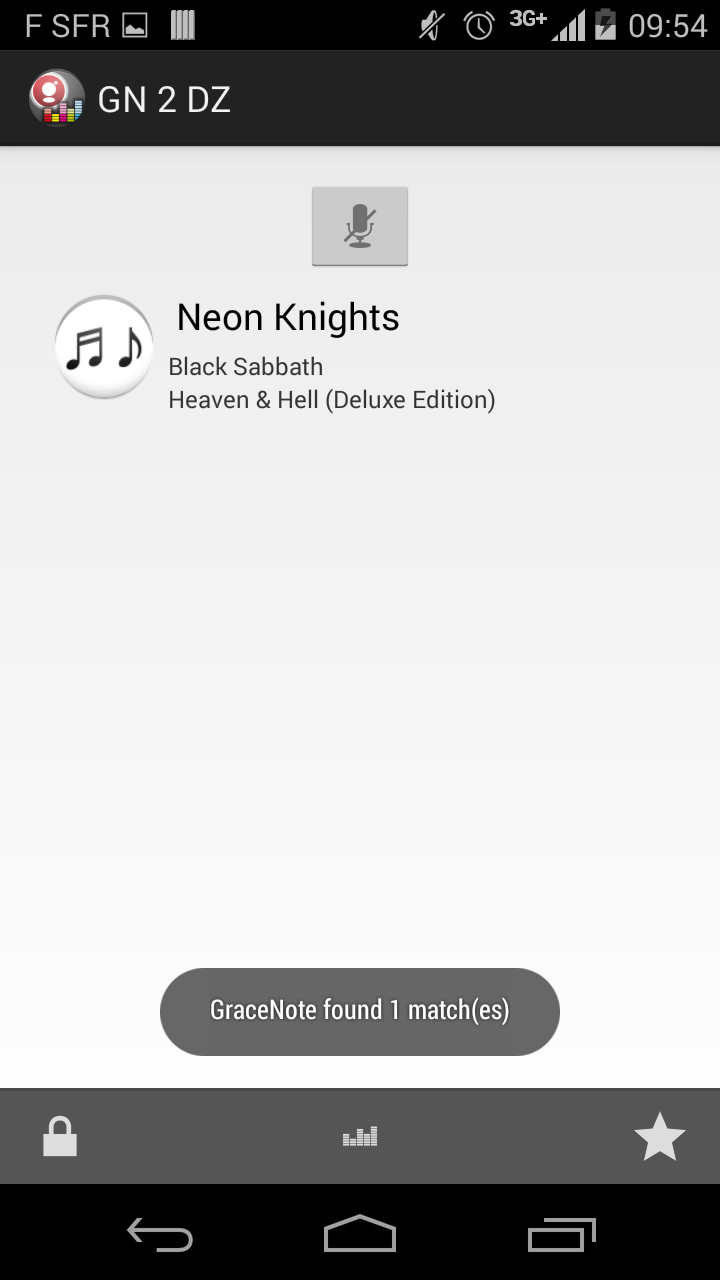 F SFR 3G+ 09:54
GN 2 DZ
Neon Knights
Black Sabbath
Heaven & Hell (Deluxe Edition)
GraceNote found 1 match(es)